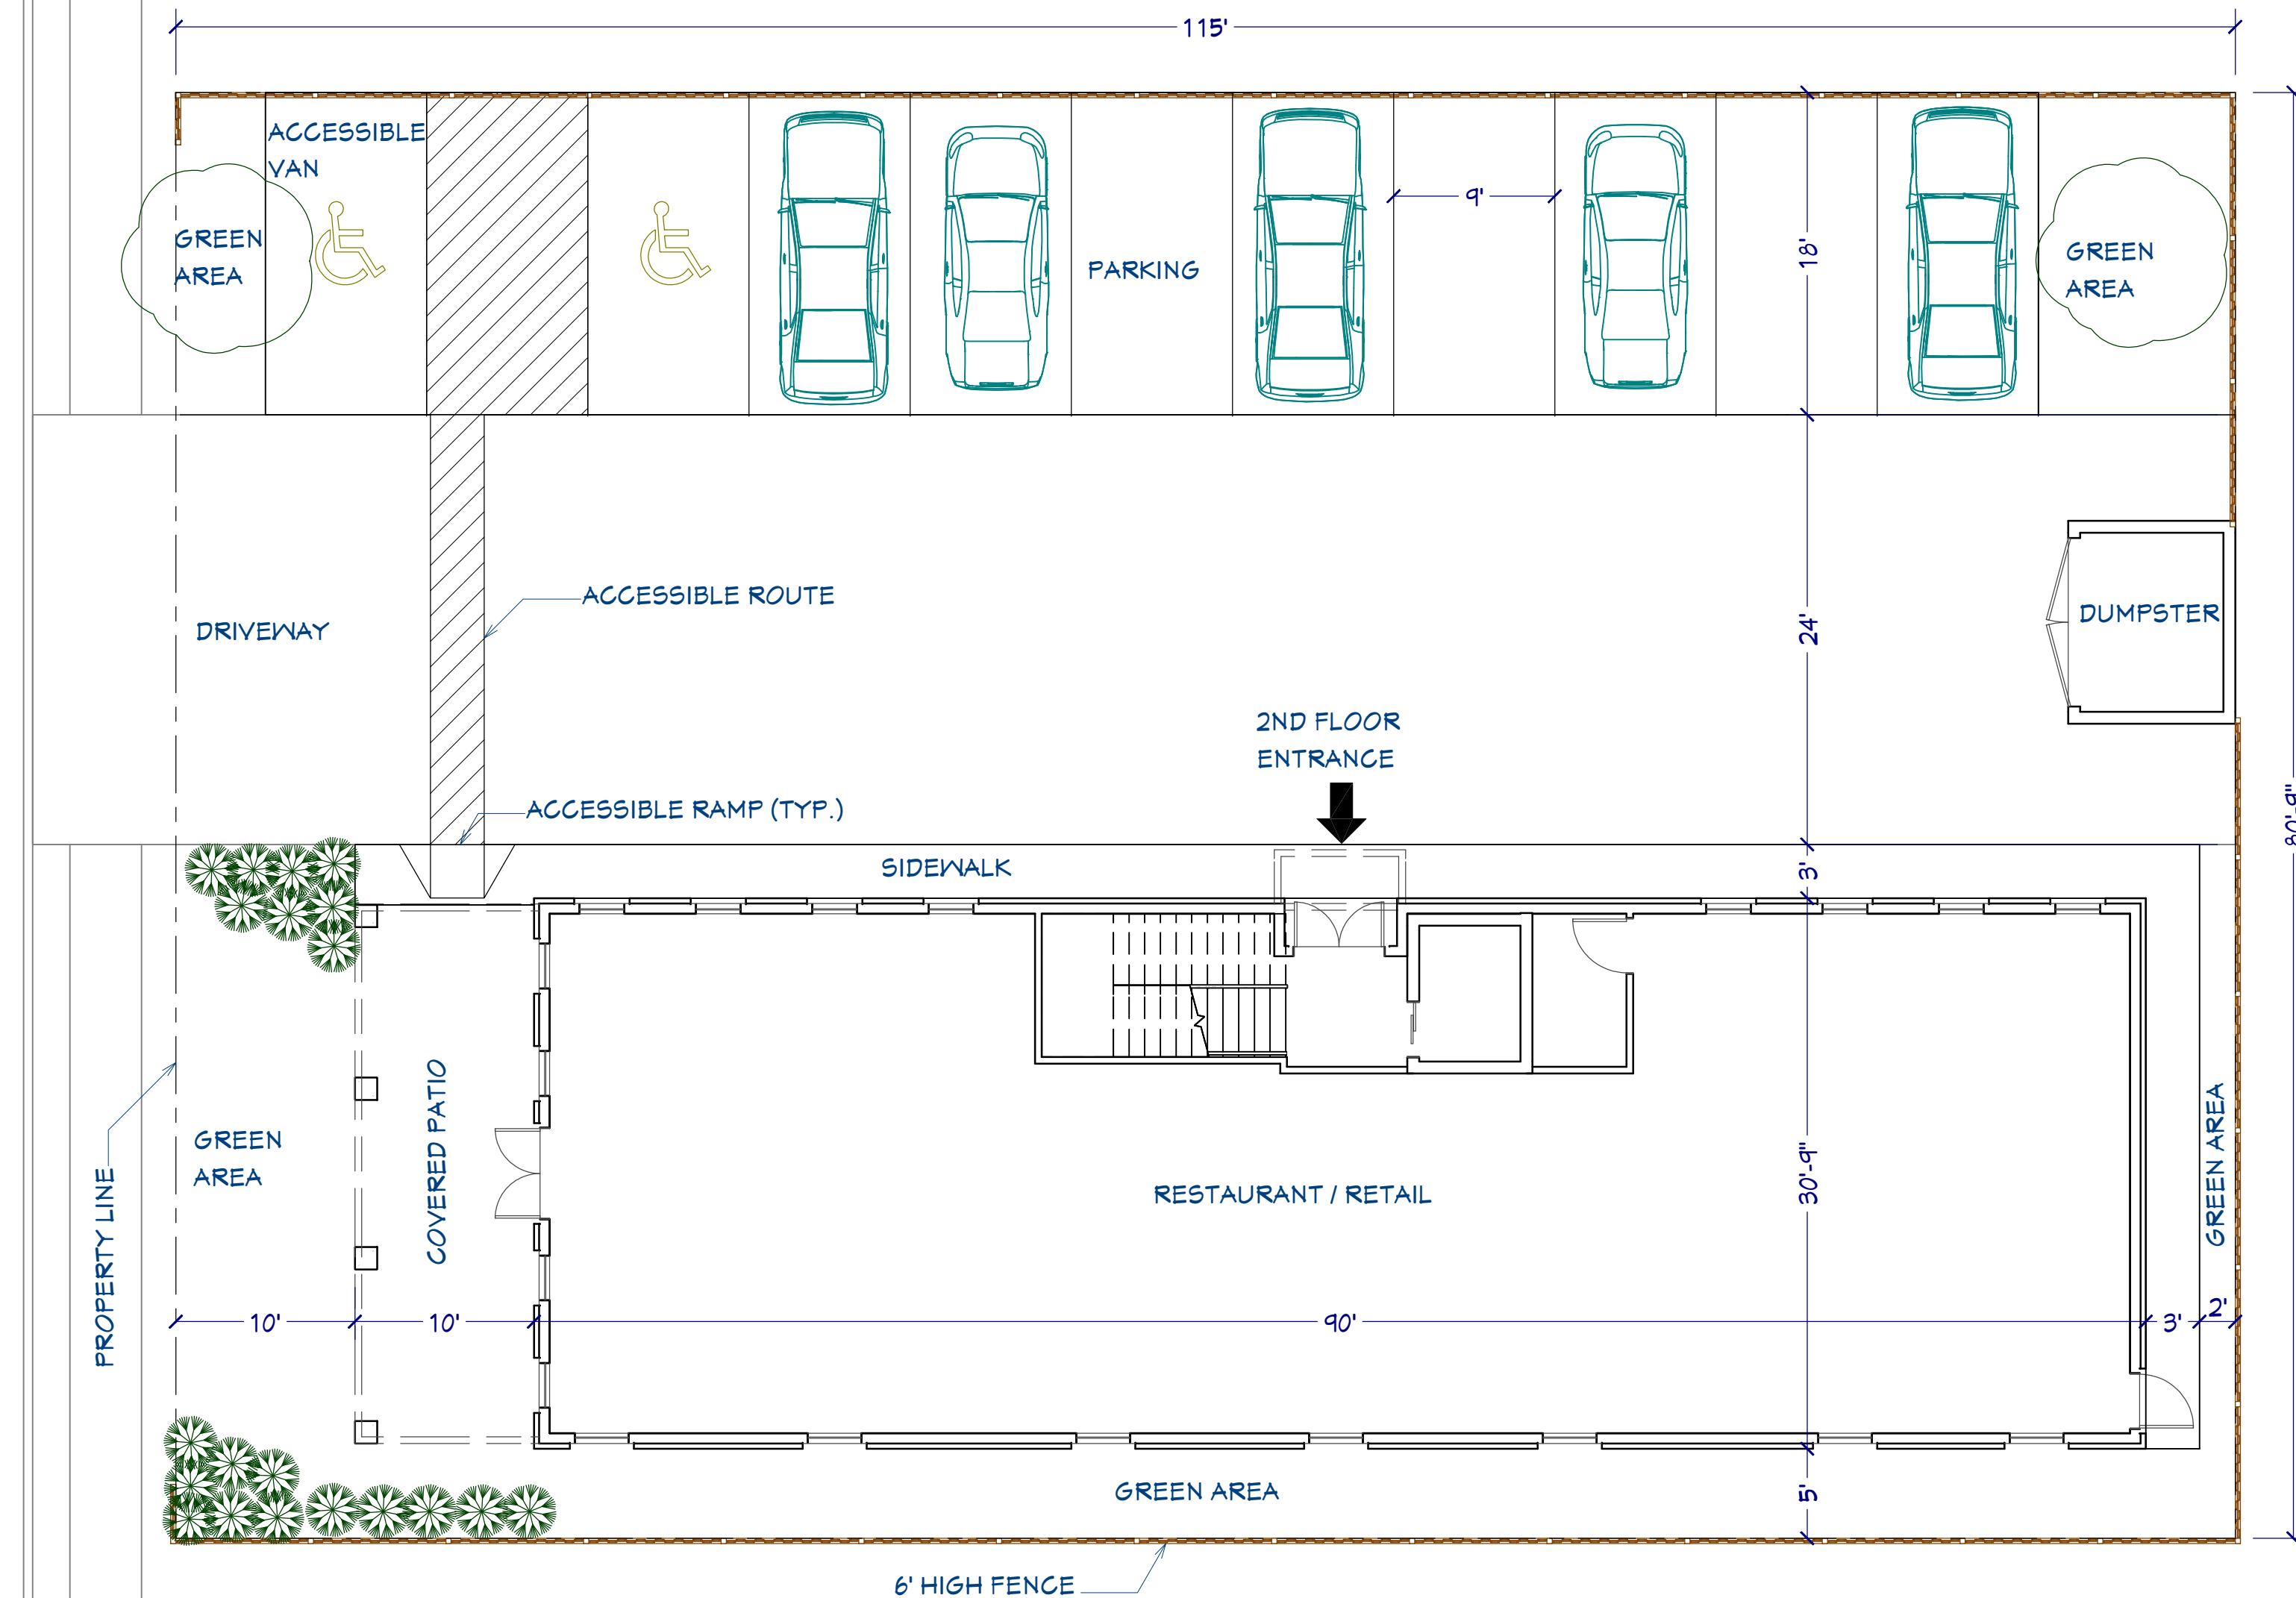 115'
ACCESSIBLE
VAN
GREEN
AREA
PARKING
9'
18'
GREEN
AREA
ACCESSIBLE ROUTE
DRIVEWAY
24'
DUMPSTER
2ND FLOOR
ENTRANCE
ACCESSIBLE RAMP (TYP.)
80'-9"
SIDEWALK
3'
PROPERTY LINE
GREEN
AREA
COVERED PATIO
RESTAURANT / RETAIL
30'-9"
GREEN AREA
10'
10'
90'
3'
2'
GREEN AREA
5'
6' HIGH FENCE